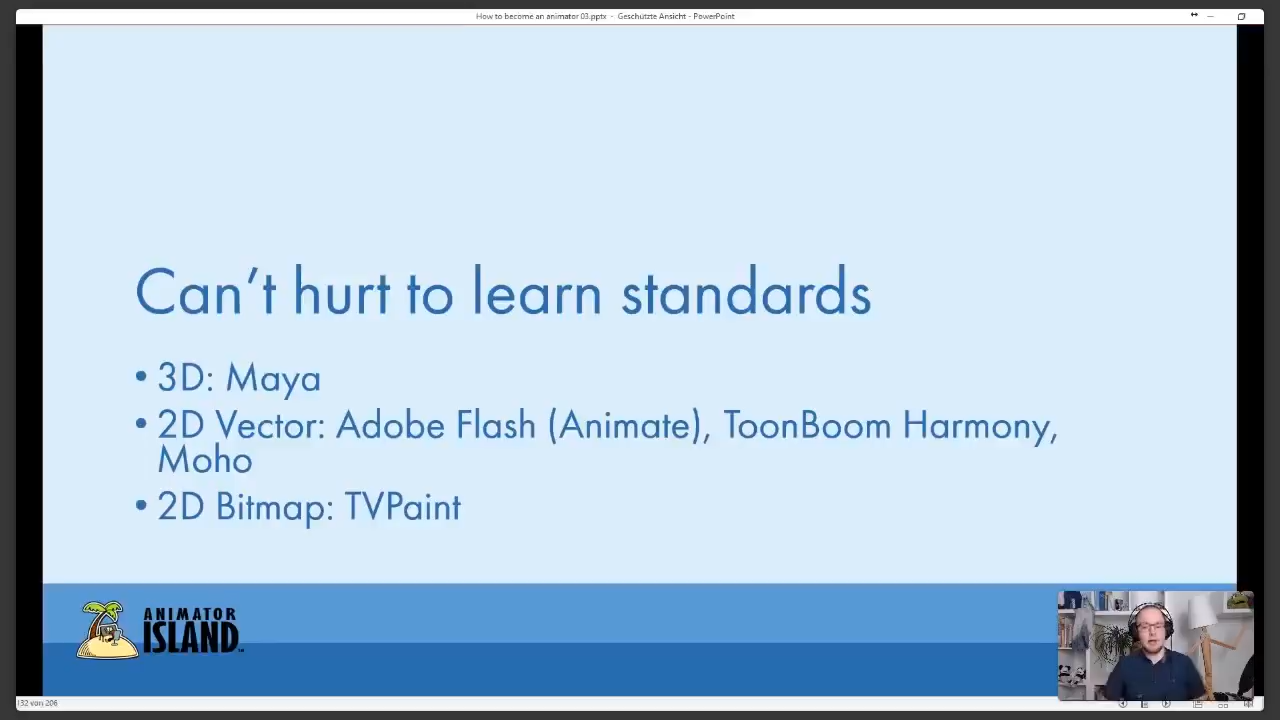 How to become an animator 03.pptx - Geschützte Ansicht - PowerPoint
Can't hurt to learn standards
• 3D: Maya
• 2D Vector: Adobe Flash (Animate), ToonBoom Harmony,
Moho
• 2D Bitmap: TVPaint
ANIMATOR
ISLAND
132 von 206